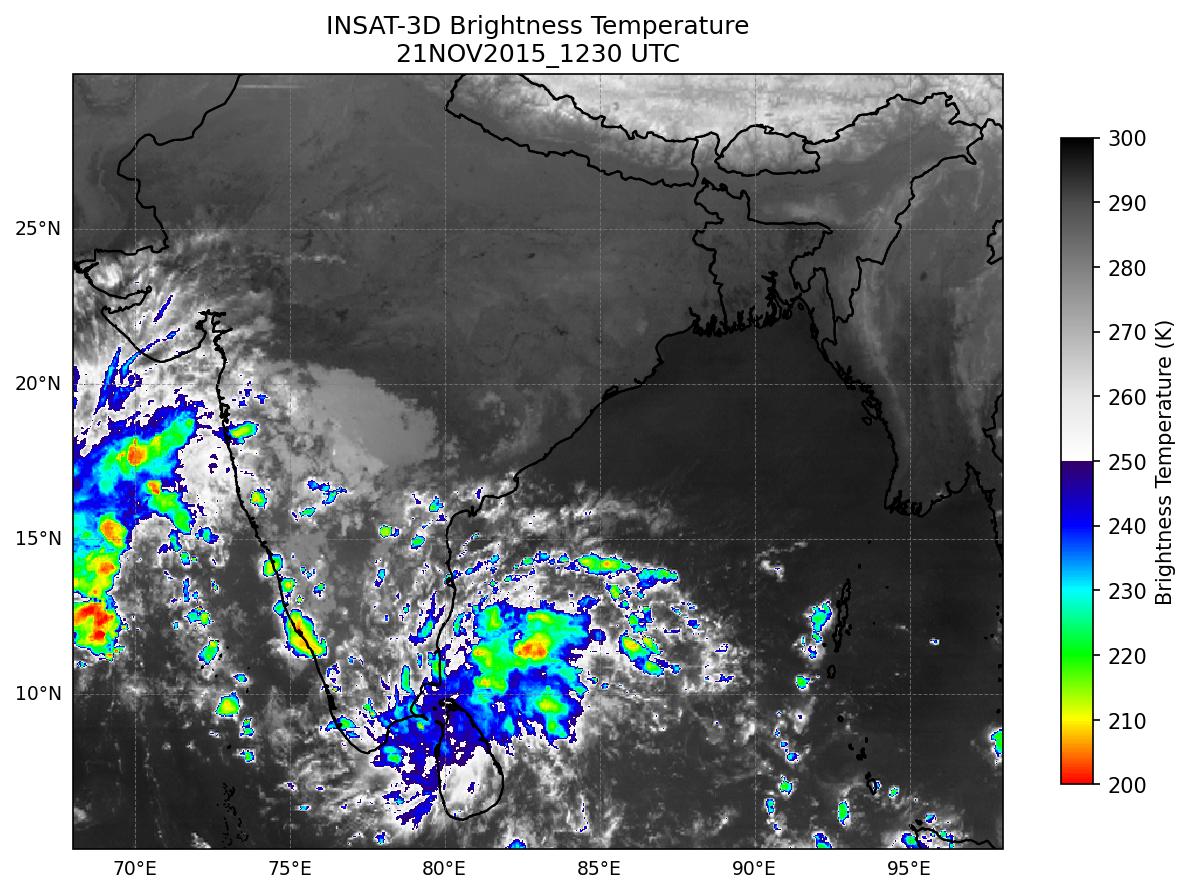 INSAT-3D Brightness Temperature
21NOV2015_1230 UTC
25°N
20°N
15°N
10°N
70°E
75°E
80°E
85°E
90°E
95°E
300
290
280
270
260
250
240
230
220
210
200
Brightness Temperature (K)